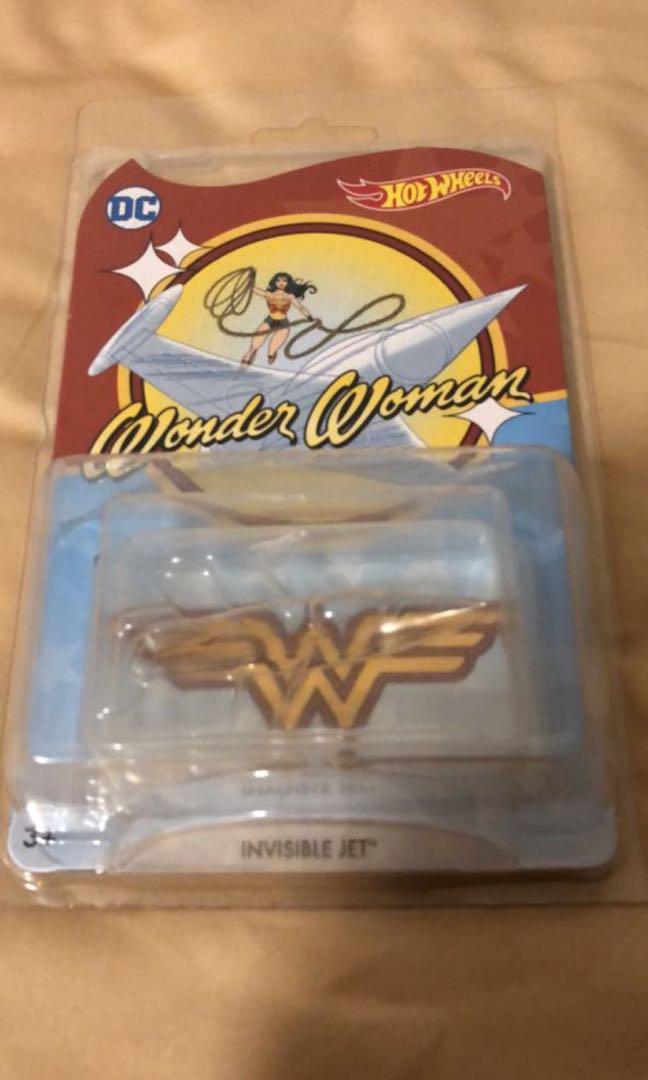 DC
HOT WHEELS
Wonder Woman
W
3+
INVISIBLE JET™